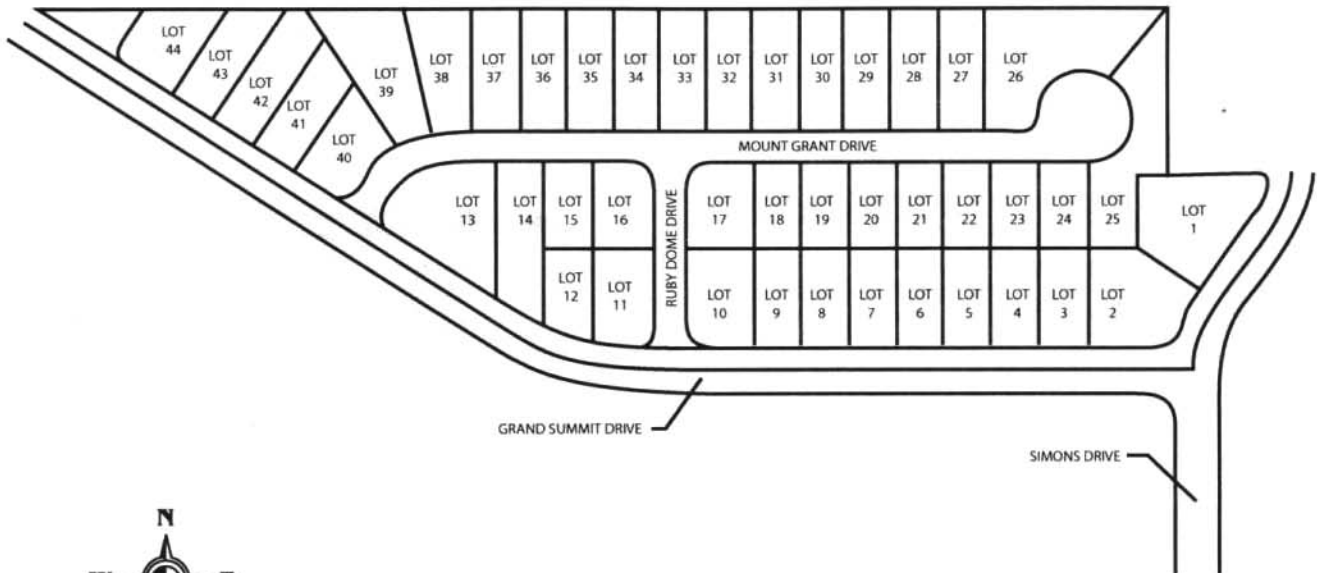 LOT
44
LOT
43
LOT
42
LOT
41
LOT
40
LOT
39
LOT
38
LOT
37
LOT
36
LOT
35
LOT
34
LOT
33
LOT
32
LOT
31
LOT
30
LOT
29
LOT
28
LOT
27
LOT
26
MOUNT GRANT DRIVE
LOT
13
LOT
14
LOT
15
LOT
16
RUBY DOME DRIVE
LOT
17
LOT
18
LOT
19
LOT
20
LOT
21
LOT
22
LOT
23
LOT
24
LOT
25
LOT
1
LOT
12
LOT
11
LOT
10
LOT
9
LOT
8
LOT
7
LOT
6
LOT
5
LOT
4
LOT
3
LOT
2
GRAND SUMMIT DRIVE
SIMONS DRIVE
N